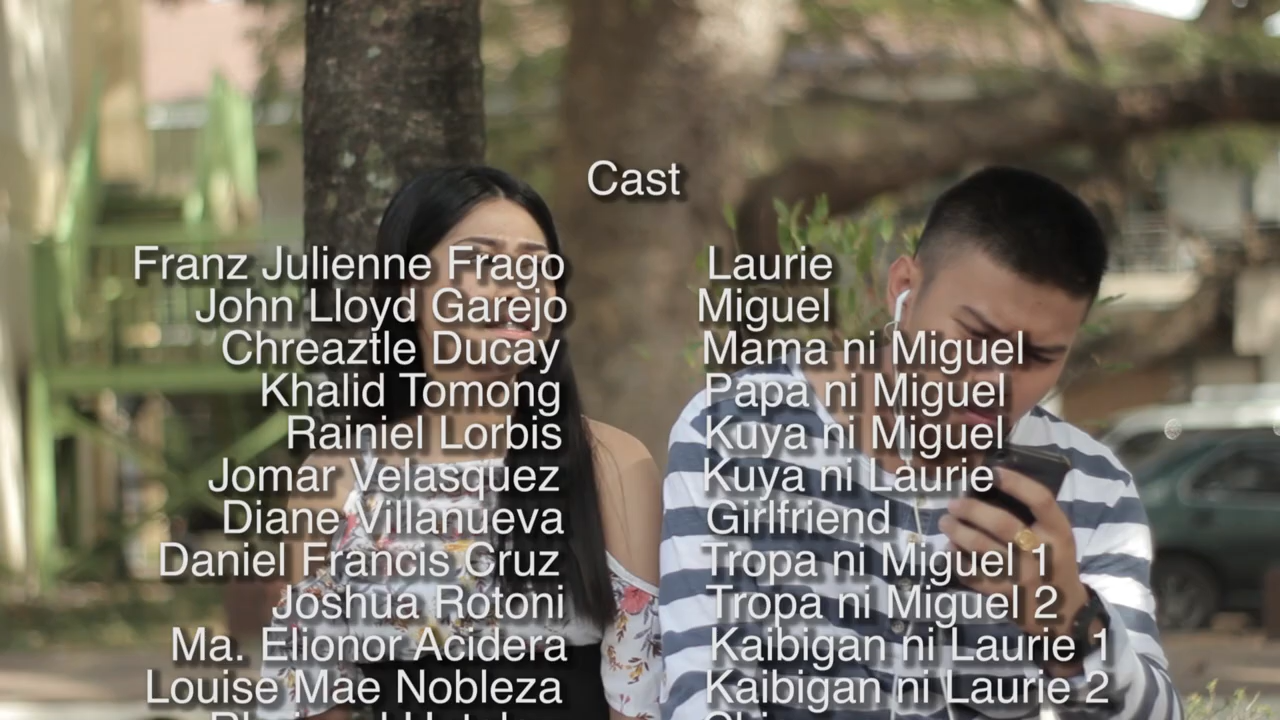 Cast
Franz Julienne Frago Laurie
John Lloyd Garejo Miguel
Chreaztle Ducay Mama ni Miguel
Khalid Tomong Papa ni Miguel
Rainiel Lorbis Kuya ni Miguel
Jomar Velasquez Kuya ni Laurie
Diane Villanueva Girlfriend
Daniel Francis Cruz Tropa ni Miguel 1
Joshua Rotoni Tropa ni Miguel 2
Ma. Elionor Acidera Kaibigan ni Laurie 1
Louise Mae Nobleza Kaibigan ni Laurie 2